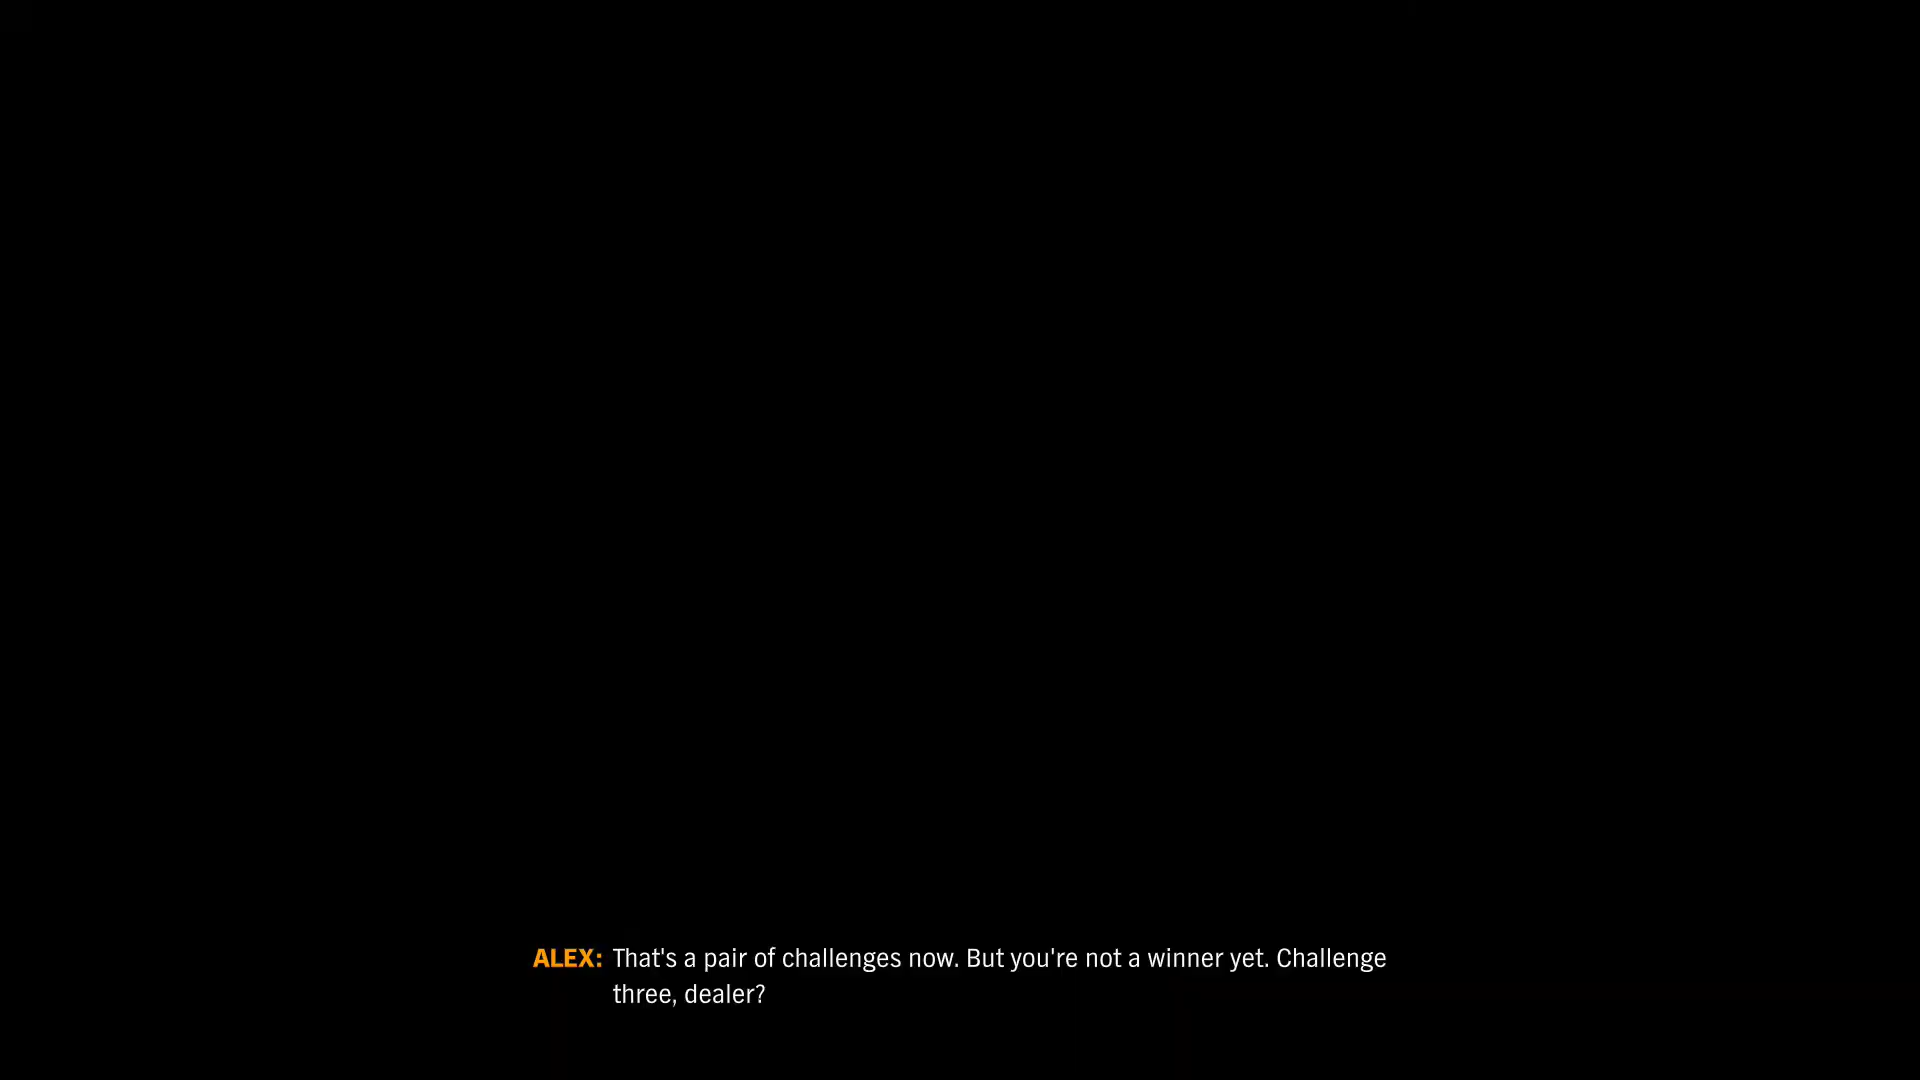 ALEX: That's a pair of challenges now. But you're not a winner yet. Challenge
three, dealer?